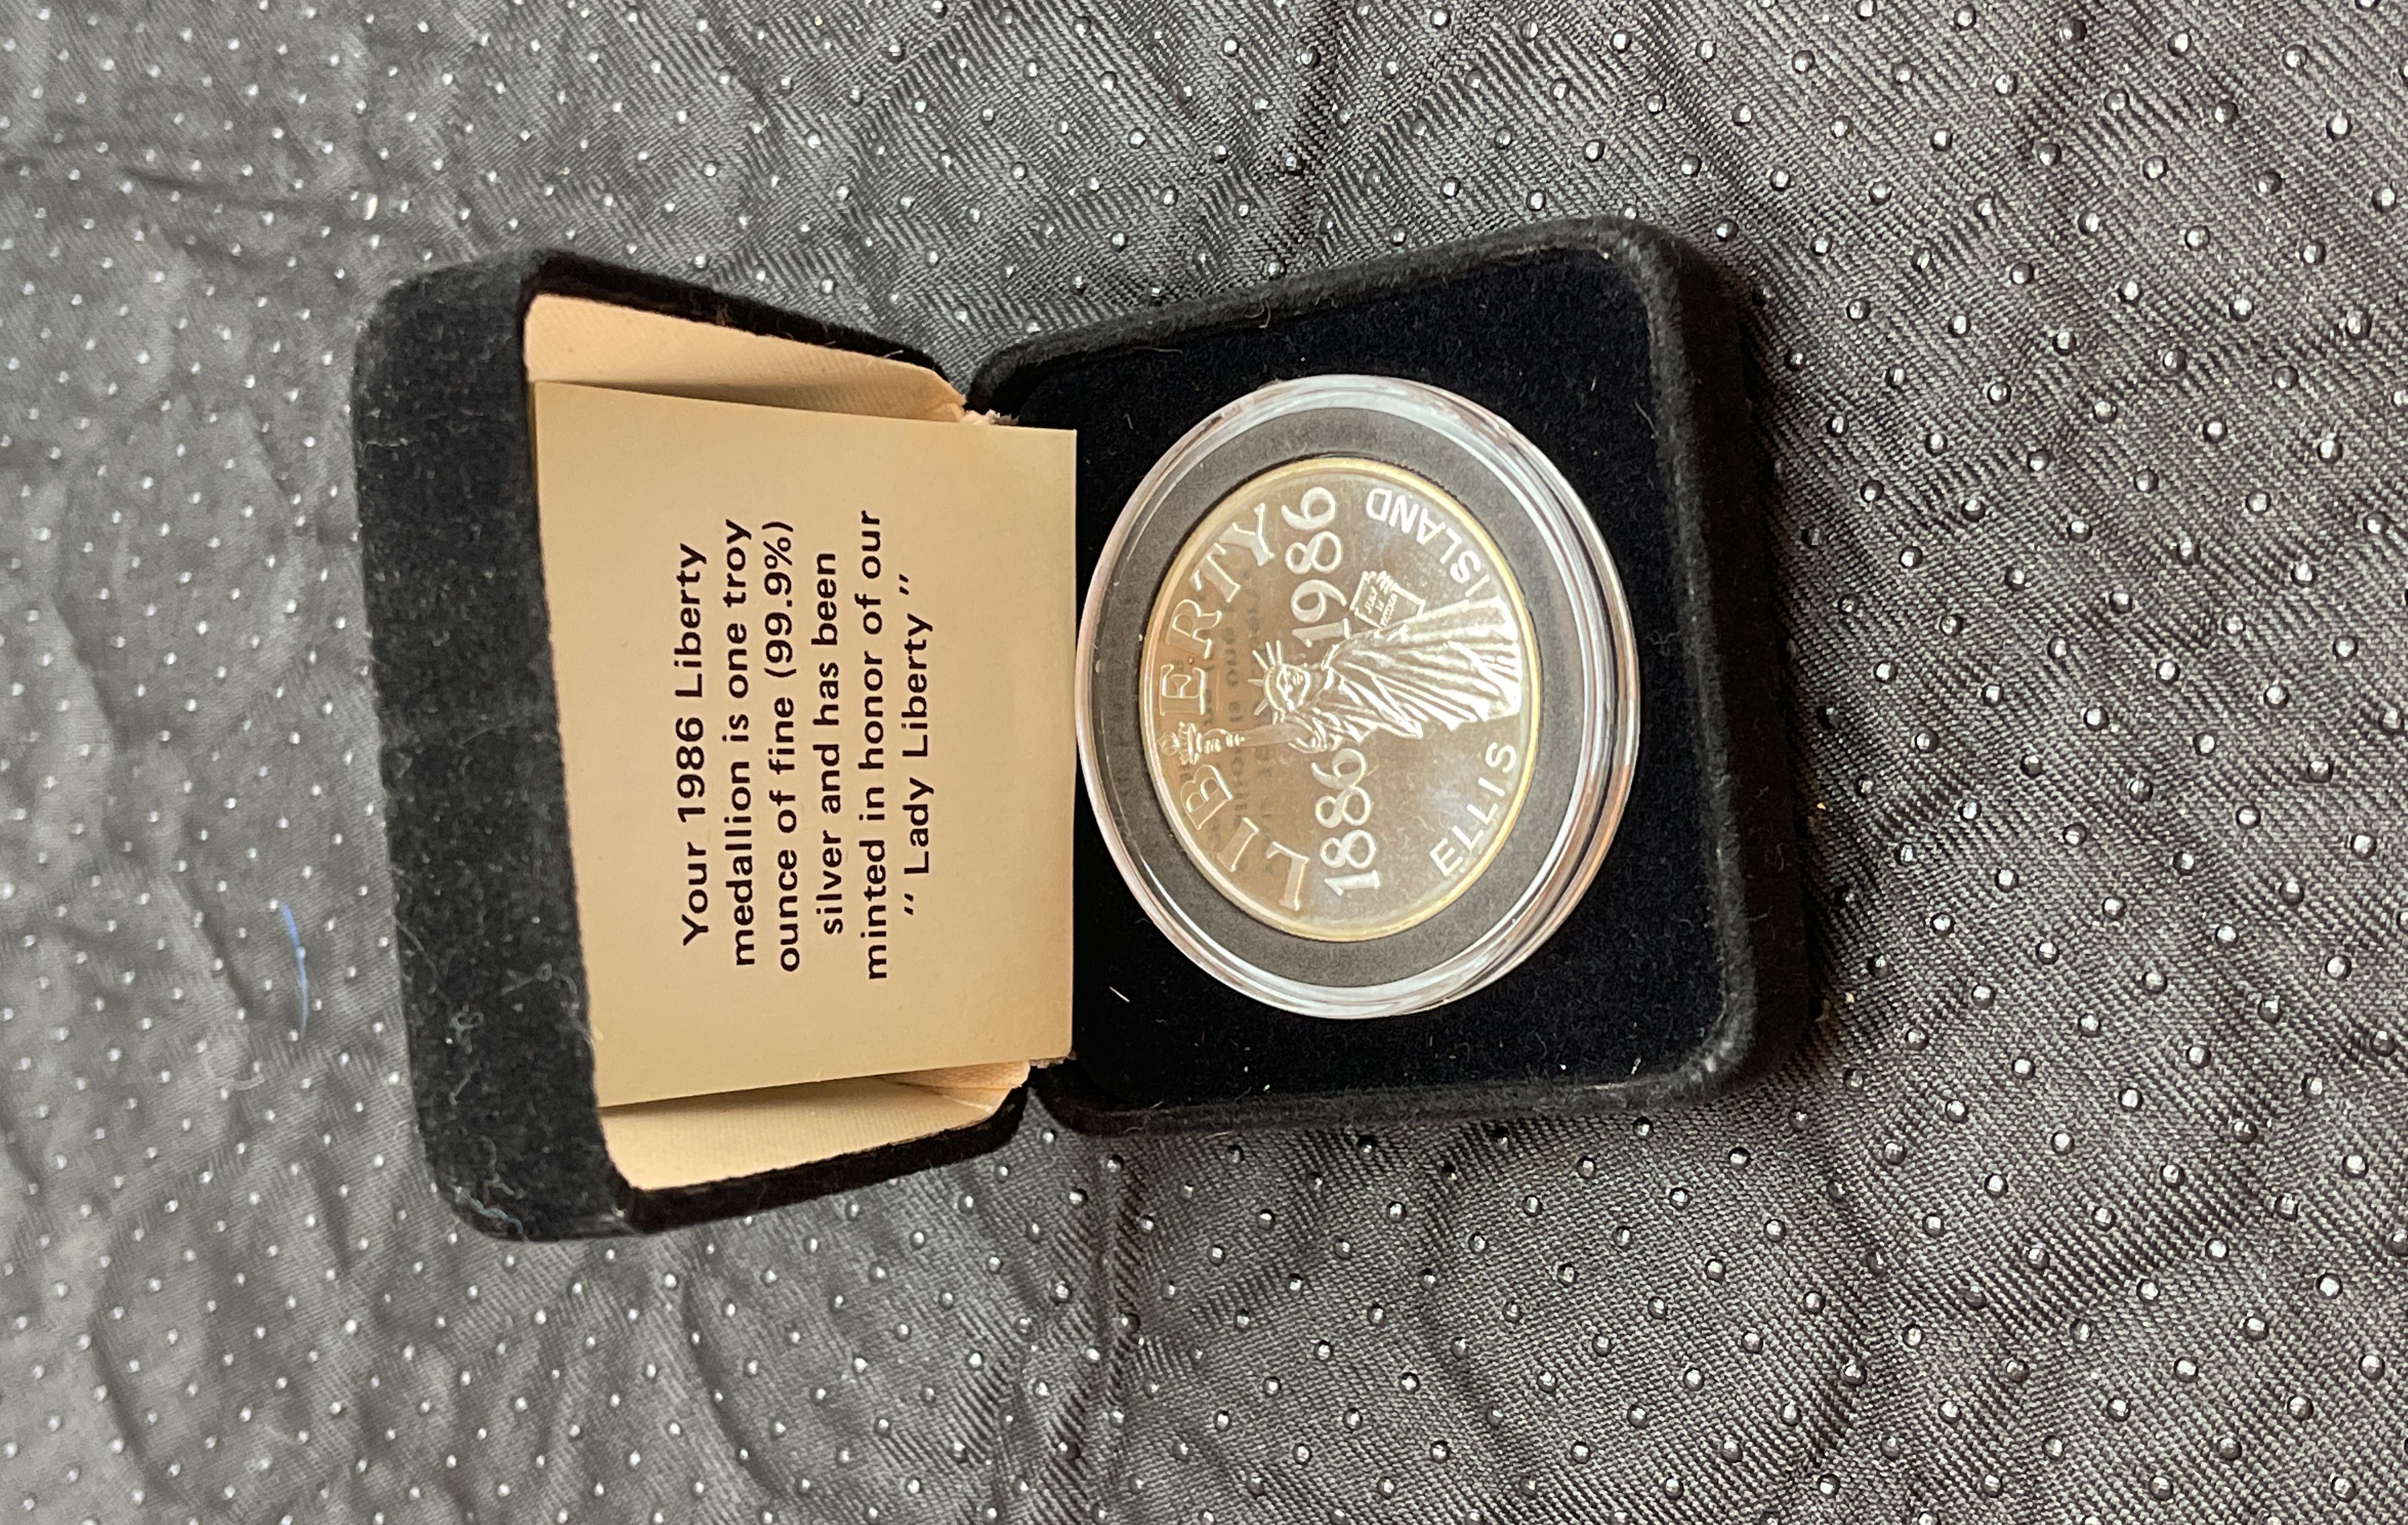 Your 1986 Liberty
medallion is one troy
ounce of fine (99.9%)
silver and has been
minted in honor of our
" Lady Liberty "
LIBERTY
1886 1986
ELLIS ISLAND